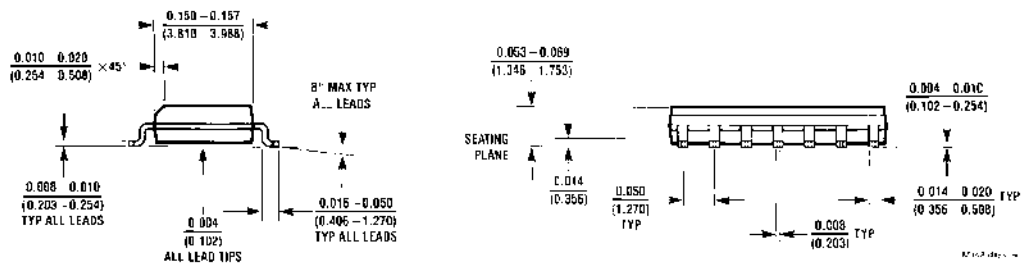 0.150 – 0.157
(3.810 3.988)
0.010 0.020
(0.254 0.508)
×45°
8° MAX TYP
ALL LEADS
0.008 0.010
(0.203 – 0.254)
TYP ALL LEADS
0.004
(0.102)
ALL LEAD TIPS
0.016 – 0.050
(0.406 – 1.270)
TYP ALL LEADS
0.053 – 0.069
(1.346 1.753)
SEATING
PLANE
0.014
(0.356)
0.050
(1.270)
TYP
0.004 0.010
(0.102 – 0.254)
0.014 0.020 TYP
(0.356 0.508)
0.008 TYP
(0.203)